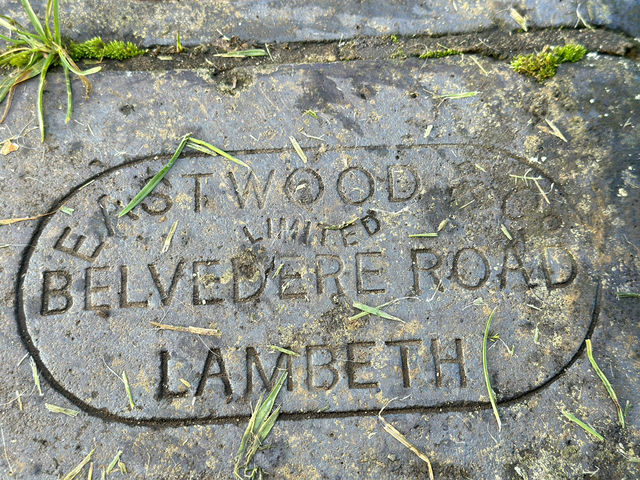 EASTWOOD & Co
LIMITED
BELVEDERE ROAD
LAMBETH